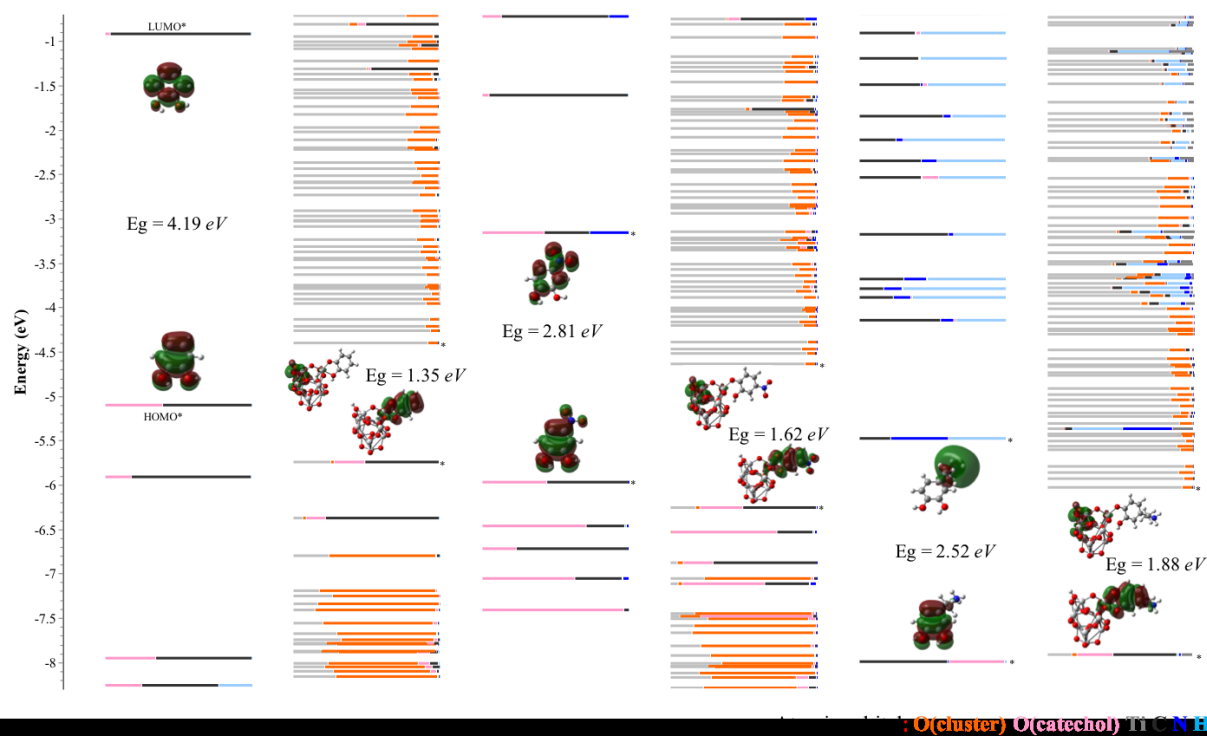 LUMO*
-1
-1.5
-2
-2.5
-3
-3.5
-4
-4.5
-5
-5.5
-6
-6.5
-7
-7.5
-8
Energy (eV)
Eg = 4.19 eV
HOMO*
*
Eg = 1.35 eV
*
*
Eg = 2.81 eV
*
*
Eg = 1.62 eV
*
*
Eg = 2.52 eV
*
*
Eg = 1.88 eV
*
: O(cluster) O(catechol) Ti C N H